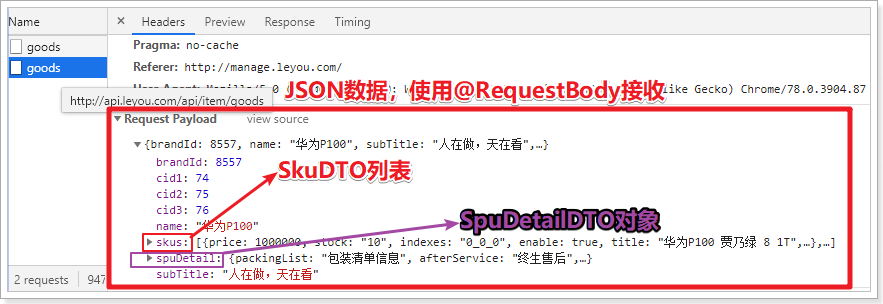 Name
× Headers Preview Response Timing
goods
Pragma: no-cache
goods
Referer: http://manage.leyou.com/
like Gecko) Chrome/78.0.3904.87
JSON数据，使用@RequestBody接收
http://api.leyou.com/api/item/goods
▼ Request Payload view source
▼{brandId: 8557, name: "华为P100", subTitle: "人在做，天在看",…}
brandId: 8557
cid1: 74
SkuDTO列表
cid2: 75
cid3: 76
name: "华为P100"
SpuDetailDTO对象
▶ skus: [{price: 1000000, stock: "10", indexes: "0_0_0", enable: true, title: "华为P100 贾乃绿 8 1T",…},…]
▶ spuDetail: {packingList: "包装清单信息", afterService: "终生售后",…}
subTitle: "人在做，天在看"
2 requests 947